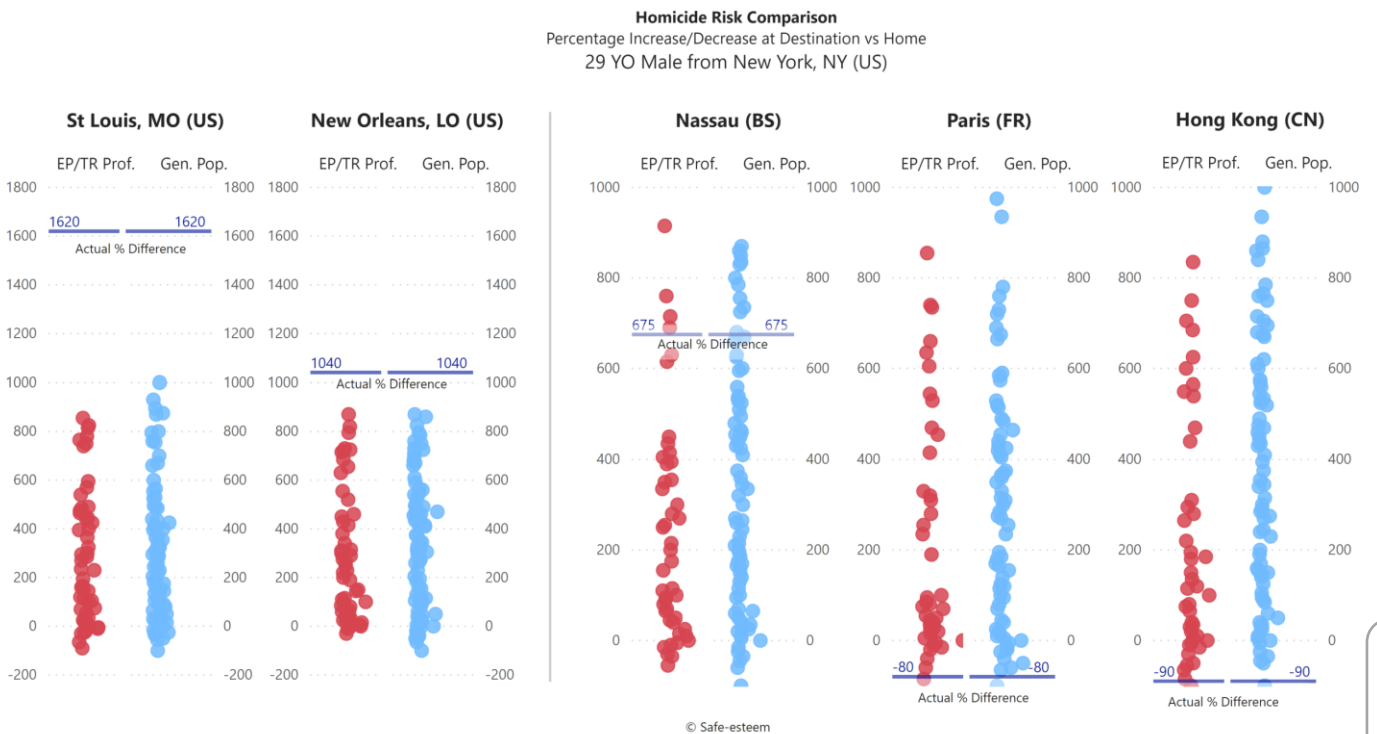 Homicide Risk Comparison
Percentage Increase/Decrease at Destination vs Home
29 YO Male from New York, NY (US)
St Louis, MO (US)
EP/TR Prof. Gen. Pop.
1800 1800
1620 1620
1600 1600
Actual % Difference
1400 1400
1200 1200
1000 1000
800 800
600 600
400 400
200 200
0 0
-200 -200
New Orleans, LO (US)
EP/TR Prof. Gen. Pop.
1800 1800
1600 1600
1400 1400
1200 1200
1040 1040
1000 1000
Actual % Difference
800 800
600 600
400 400
200 200
0 0
-200 -200
Nassau (BS)
EP/TR Prof. Gen. Pop.
1000 1000
800 800
675 675
Actual % Difference
600 600
400 400
200 200
0 0
Paris (FR)
EP/TR Prof. Gen. Pop.
1000 1000
800 800
600 600
400 400
200 200
0 0
-80 -80
Actual % Difference
Hong Kong (CN)
EP/TR Prof. Gen. Pop.
1000 1000
800 800
600 600
400 400
200 200
0 0
-90 -90
Actual % Difference
© Safe-esteem